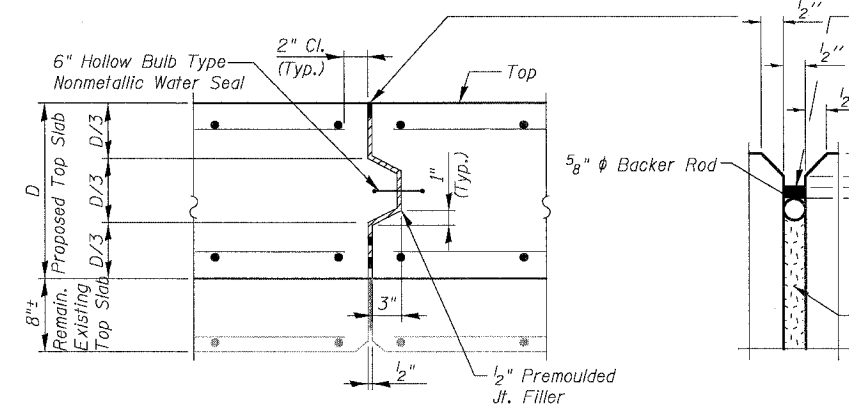 2" Cl.
(Typ.)
6" Hollow Bulb Type
Nonmetallic Water Seal
Top
D
Proposed Top Slab
D/3
D/3
D/3
1"
(Typ.)
8"±
Remain.
Existing
Top Slab
3"
1/2"
1/2" Premoulded
Jt. Filler
1/2"
1/2"
1/2
5/8" φ Backer Rod